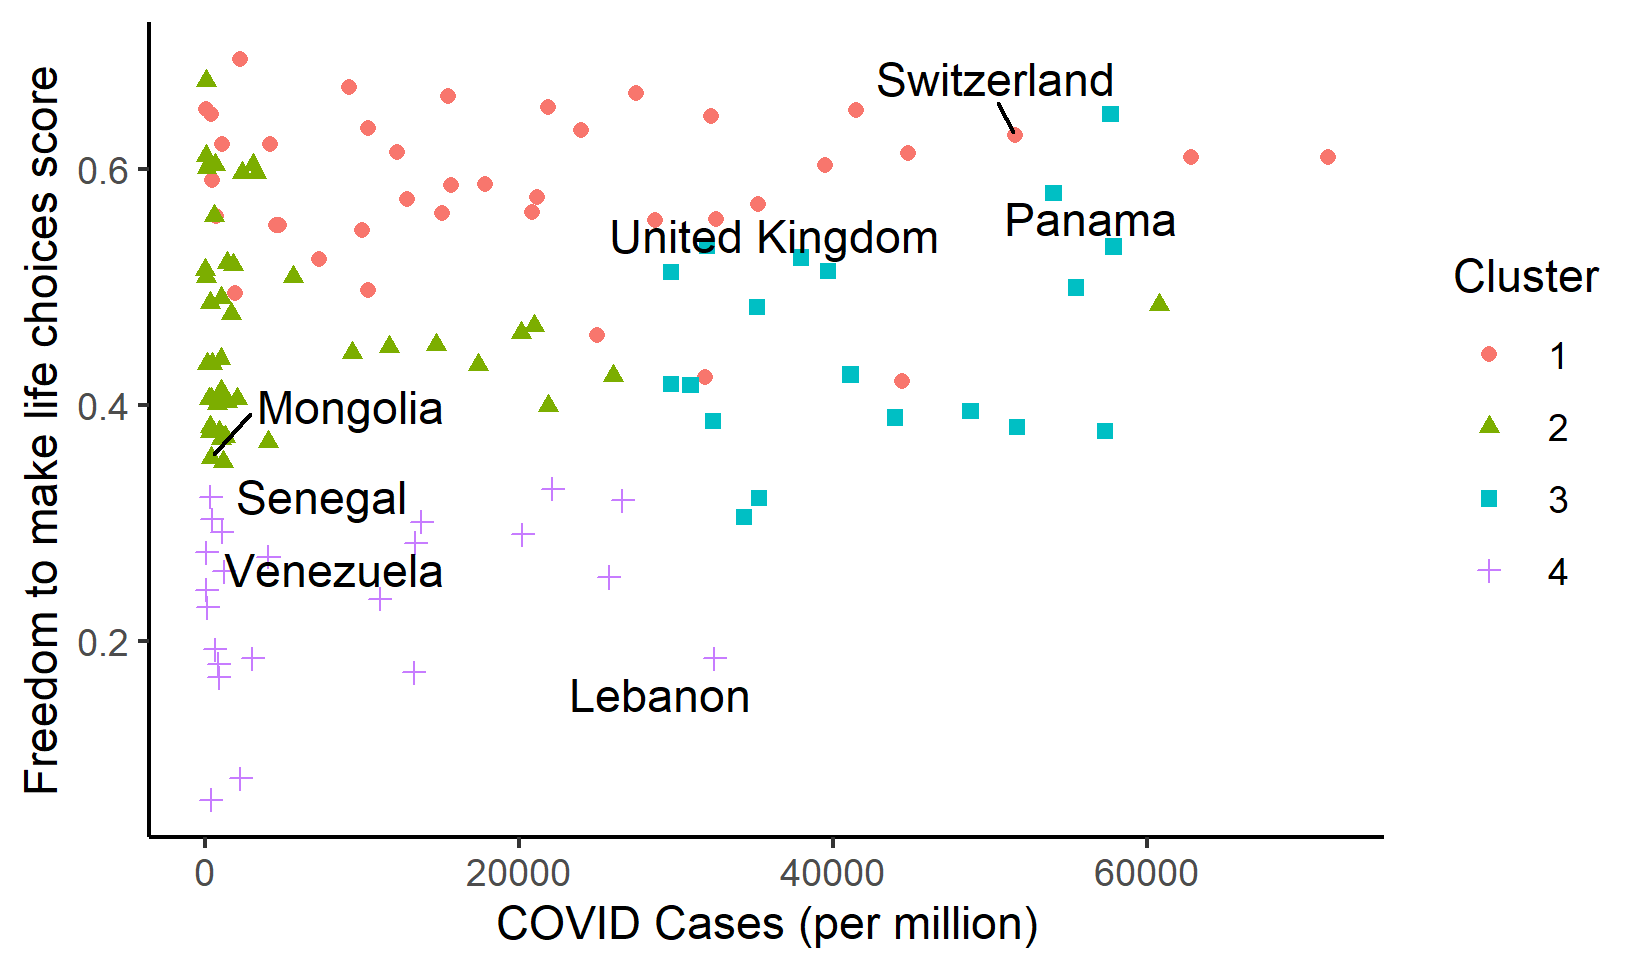 Freedom to make life choices score
0.6
0.4
0.2
Switzerland
Panama
United Kingdom
Mongolia
Senegal
Venezuela
Lebanon
0
20000
40000
60000
COVID Cases (per million)
Cluster
1
2
3
4